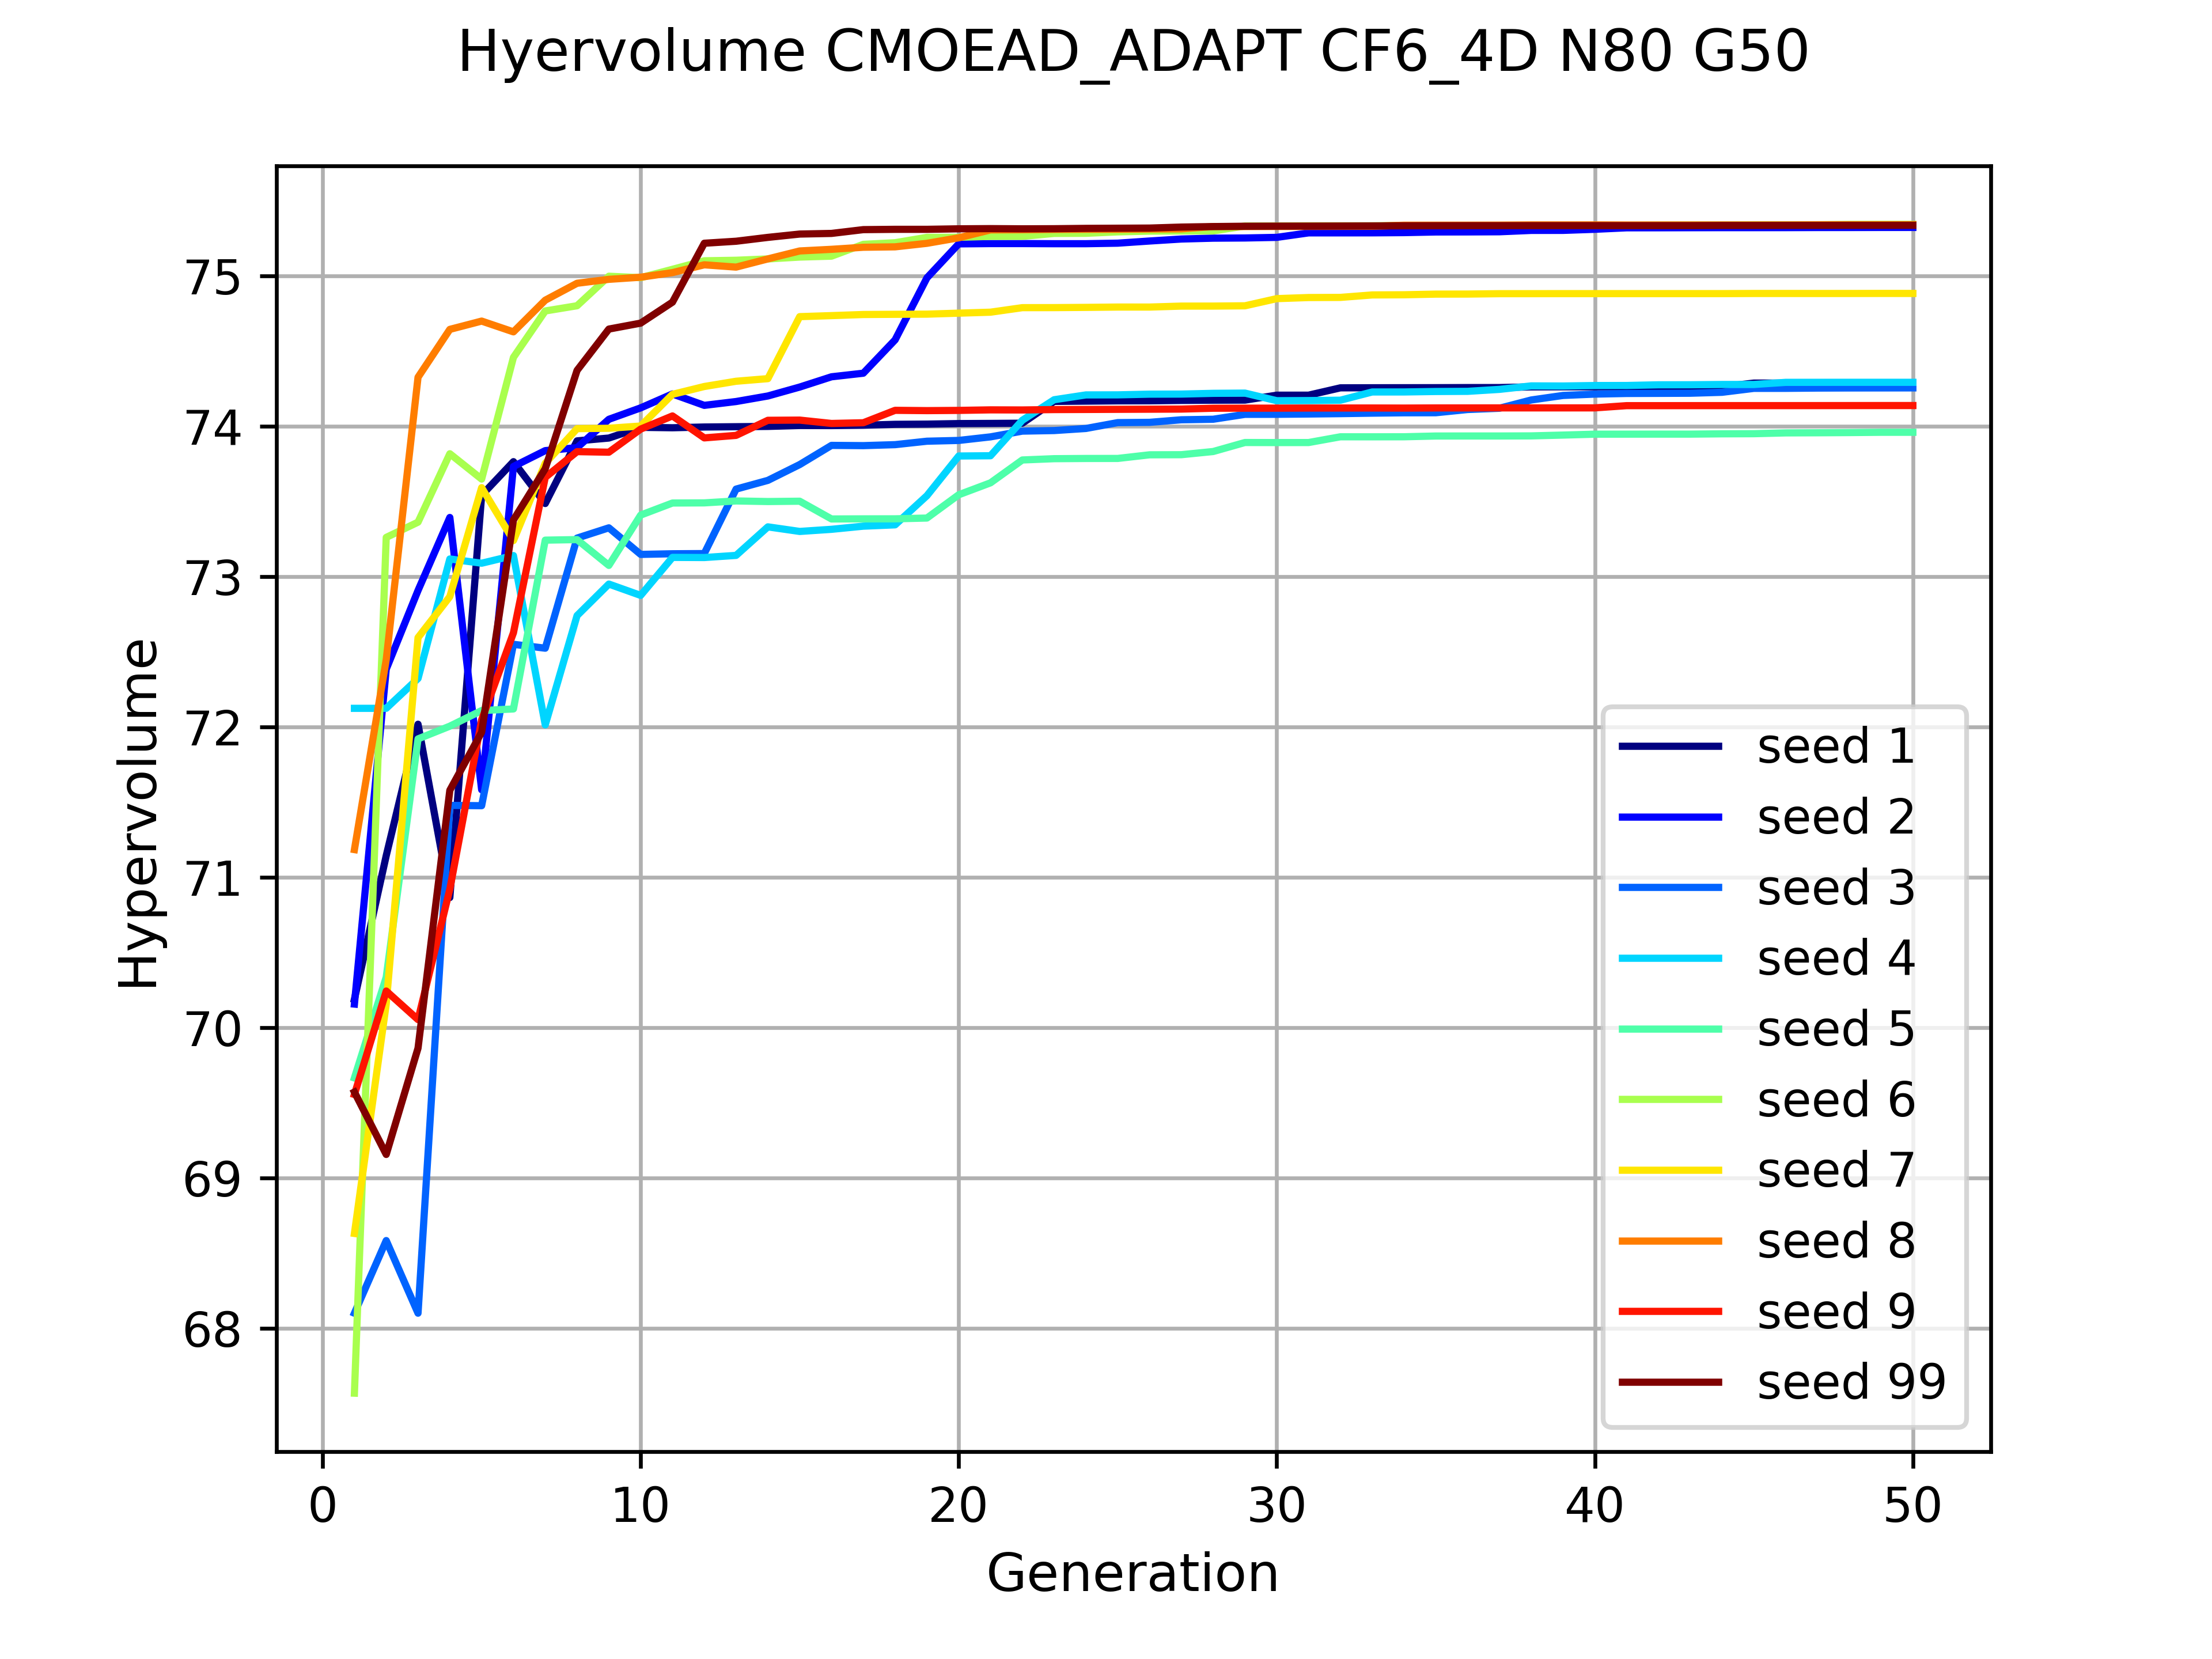 Hyervolume CMOEAD_ADAPT CF6_4D N80 G50
75
74
73
72
71
70
69
68
Hypervolume
seed 1
seed 2
seed 3
seed 4
seed 5
seed 6
seed 7
seed 8
seed 9
seed 99
0 10 20 30 40 50
Generation